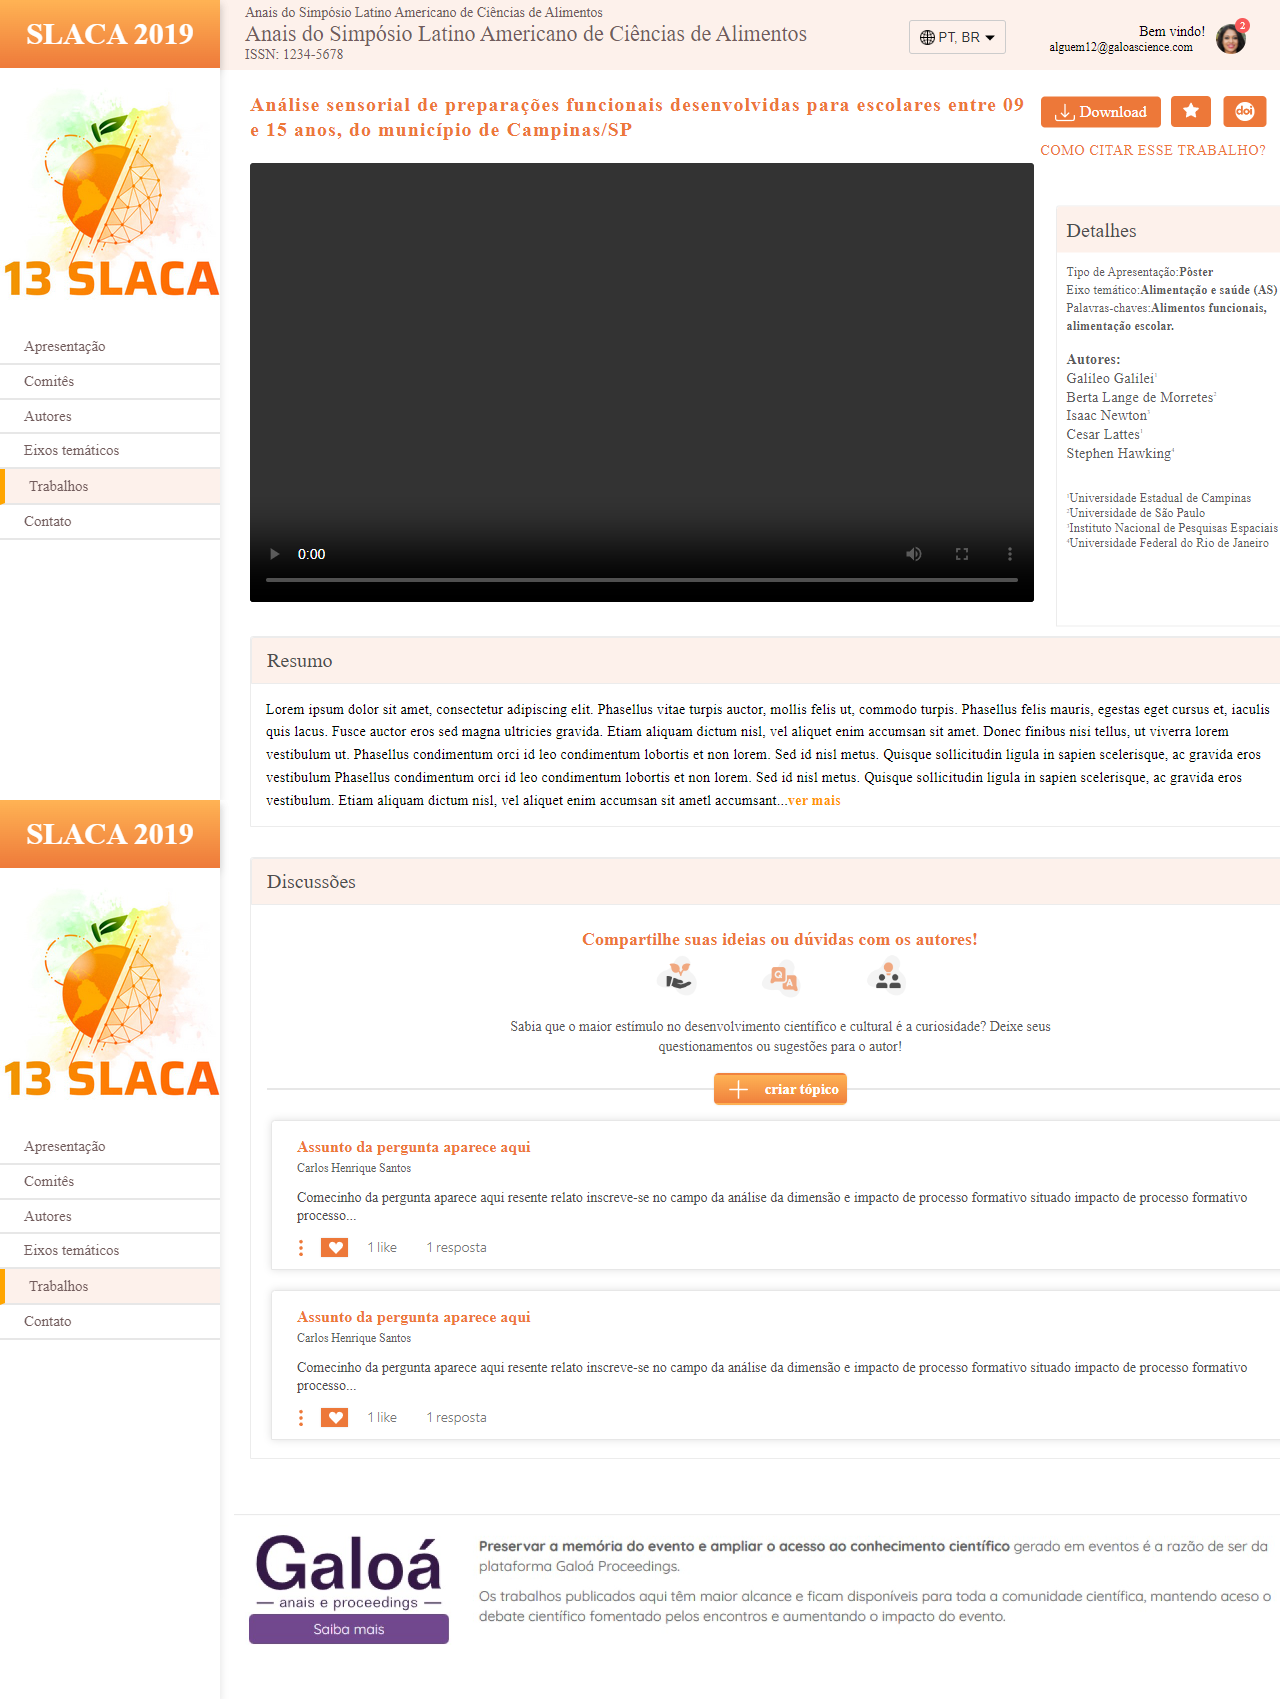 SLACA 2019
13 SLACA
Apresentação
Comitês
Autores
Eixos temáticos
Trabalhos
Contato
SLACA 2019
13 SLACA
Apresentação
Comitês
Autores
Eixos temáticos
Trabalhos
Contato
Anais do Simpósio Latino Americano de Ciências de Alimentos
Anais do Simpósio Latino Americano de Ciências de Alimentos
ISSN: 1234-5678
PT, BR
Bem vindo!
alguem12@galoascience.com
2
Análise sensorial de preparações funcionais desenvolvidas para escolares entre 09
e 15 anos, do município de Campinas/SP
Download
doi
COMO CITAR ESSE TRABALHO?
0:00
Detalhes
Tipo de Apresentação:Pôster
Eixo temático:Alimentação e saúde (AS)
Palavras-chaves:Alimentos funcionais,
alimentação escolar.
Autores:
Galileo Galilei¹
Berta Lange de Morretes²
Isaac Newton³
Cesar Lattes¹
Stephen Hawking⁴
¹Universidade Estadual de Campinas
²Universidade de São Paulo
³Instituto Nacional de Pesquisas Espaciais
⁴Universidade Federal do Rio de Janeiro
Resumo
Lorem ipsum dolor sit amet, consectetur adipiscing elit. Phasellus vitae turpis auctor, mollis felis ut, commodo turpis. Phasellus felis mauris, egestas eget cursus et, iaculis
quis lacus. Fusce auctor eros sed magna ultricies gravida. Etiam aliquam dictum nisl, vel aliquet enim accumsan sit amet. Donec finibus nisi tellus, ut viverra lorem
vestibulum ut. Phasellus condimentum orci id leo condimentum lobortis et non lorem. Sed id nisl metus. Quisque sollicitudin ligula in sapien scelerisque, ac gravida eros
vestibulum Phasellus condimentum orci id leo condimentum lobortis et non lorem. Sed id nisl metus. Quisque sollicitudin ligula in sapien scelerisque, ac gravida eros
vestibulum. Etiam aliquam dictum nisl, vel aliquet enim accumsan sit ametl accumsant...ver mais
Discussões
Compartilhe suas ideias ou dúvidas com os autores!
Q A
Sabia que o maior estímulo no desenvolvimento científico e cultural é a curiosidade? Deixe seus
questionamentos ou sugestões para o autor!
criar tópico
Assunto da pergunta aparece aqui
Carlos Henrique Santos
Comecinho da pergunta aparece aqui resente relato inscreve-se no campo da análise da dimensão e impacto de processo formativo situado impacto de processo formativo
processo...
1 like 1 resposta
Assunto da pergunta aparece aqui
Carlos Henrique Santos
Comecinho da pergunta aparece aqui resente relato inscreve-se no campo da análise da dimensão e impacto de processo formativo situado impacto de processo formativo
processo...
1 like 1 resposta
Galoá
anais e proceedings
Saiba mais
Preservar a memória do evento e ampliar o acesso ao conhecimento científico gerado em eventos é a razão de ser da
plataforma Galoá Proceedings.
Os trabalhos publicados aqui têm maior alcance e ficam disponíveis para toda a comunidade científica, mantendo aceso o
debate científico fomentado pelos encontros e aumentando o impacto do evento.